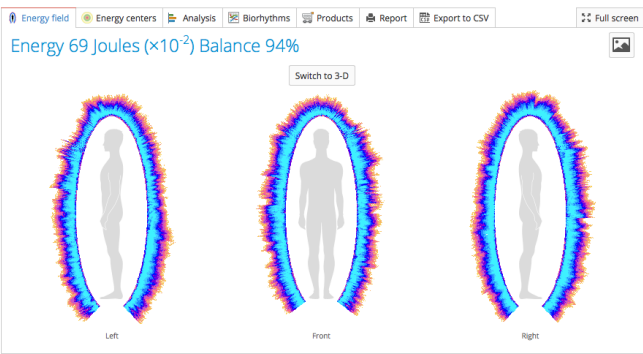 Energy field Energy centers Analysis Biorhythms Products Report Export to CSV Full screen
Energy 69 Joules (×10⁻²) Balance 94%
Switch to 3-D
Left Front Right